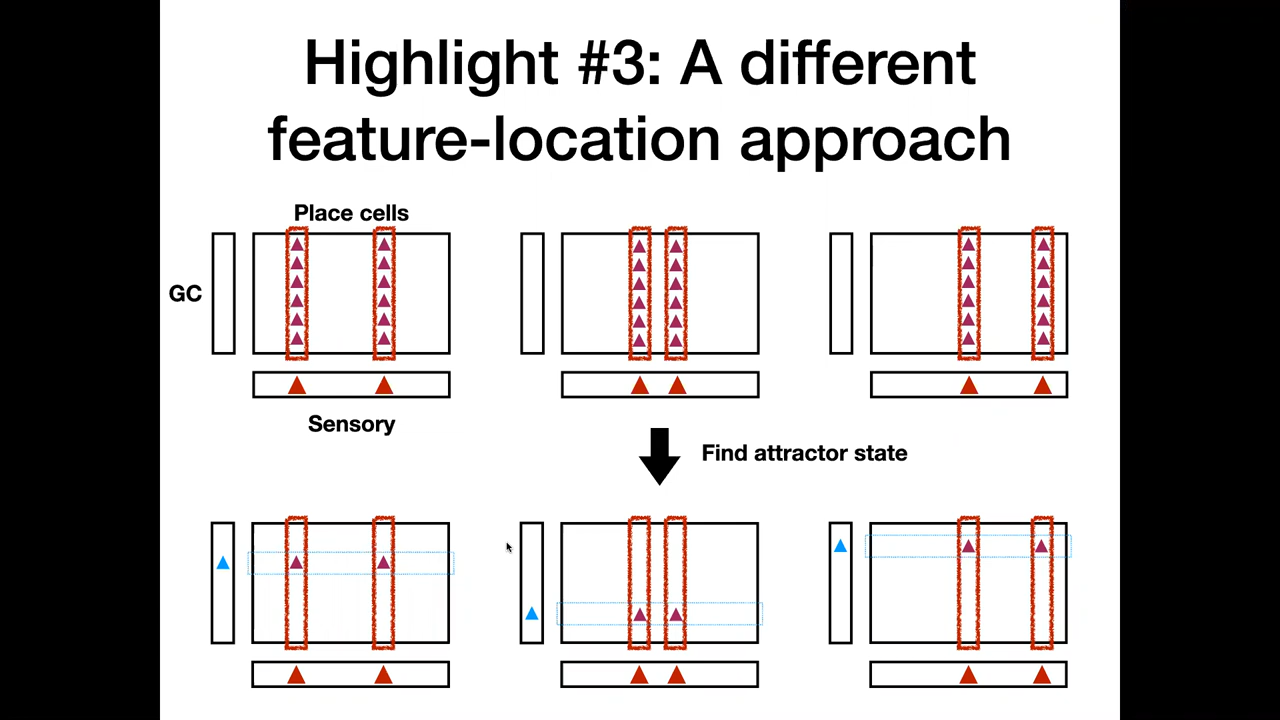 Highlight #3: A different
feature-location approach
Place cells
GC
Sensory
Find attractor state